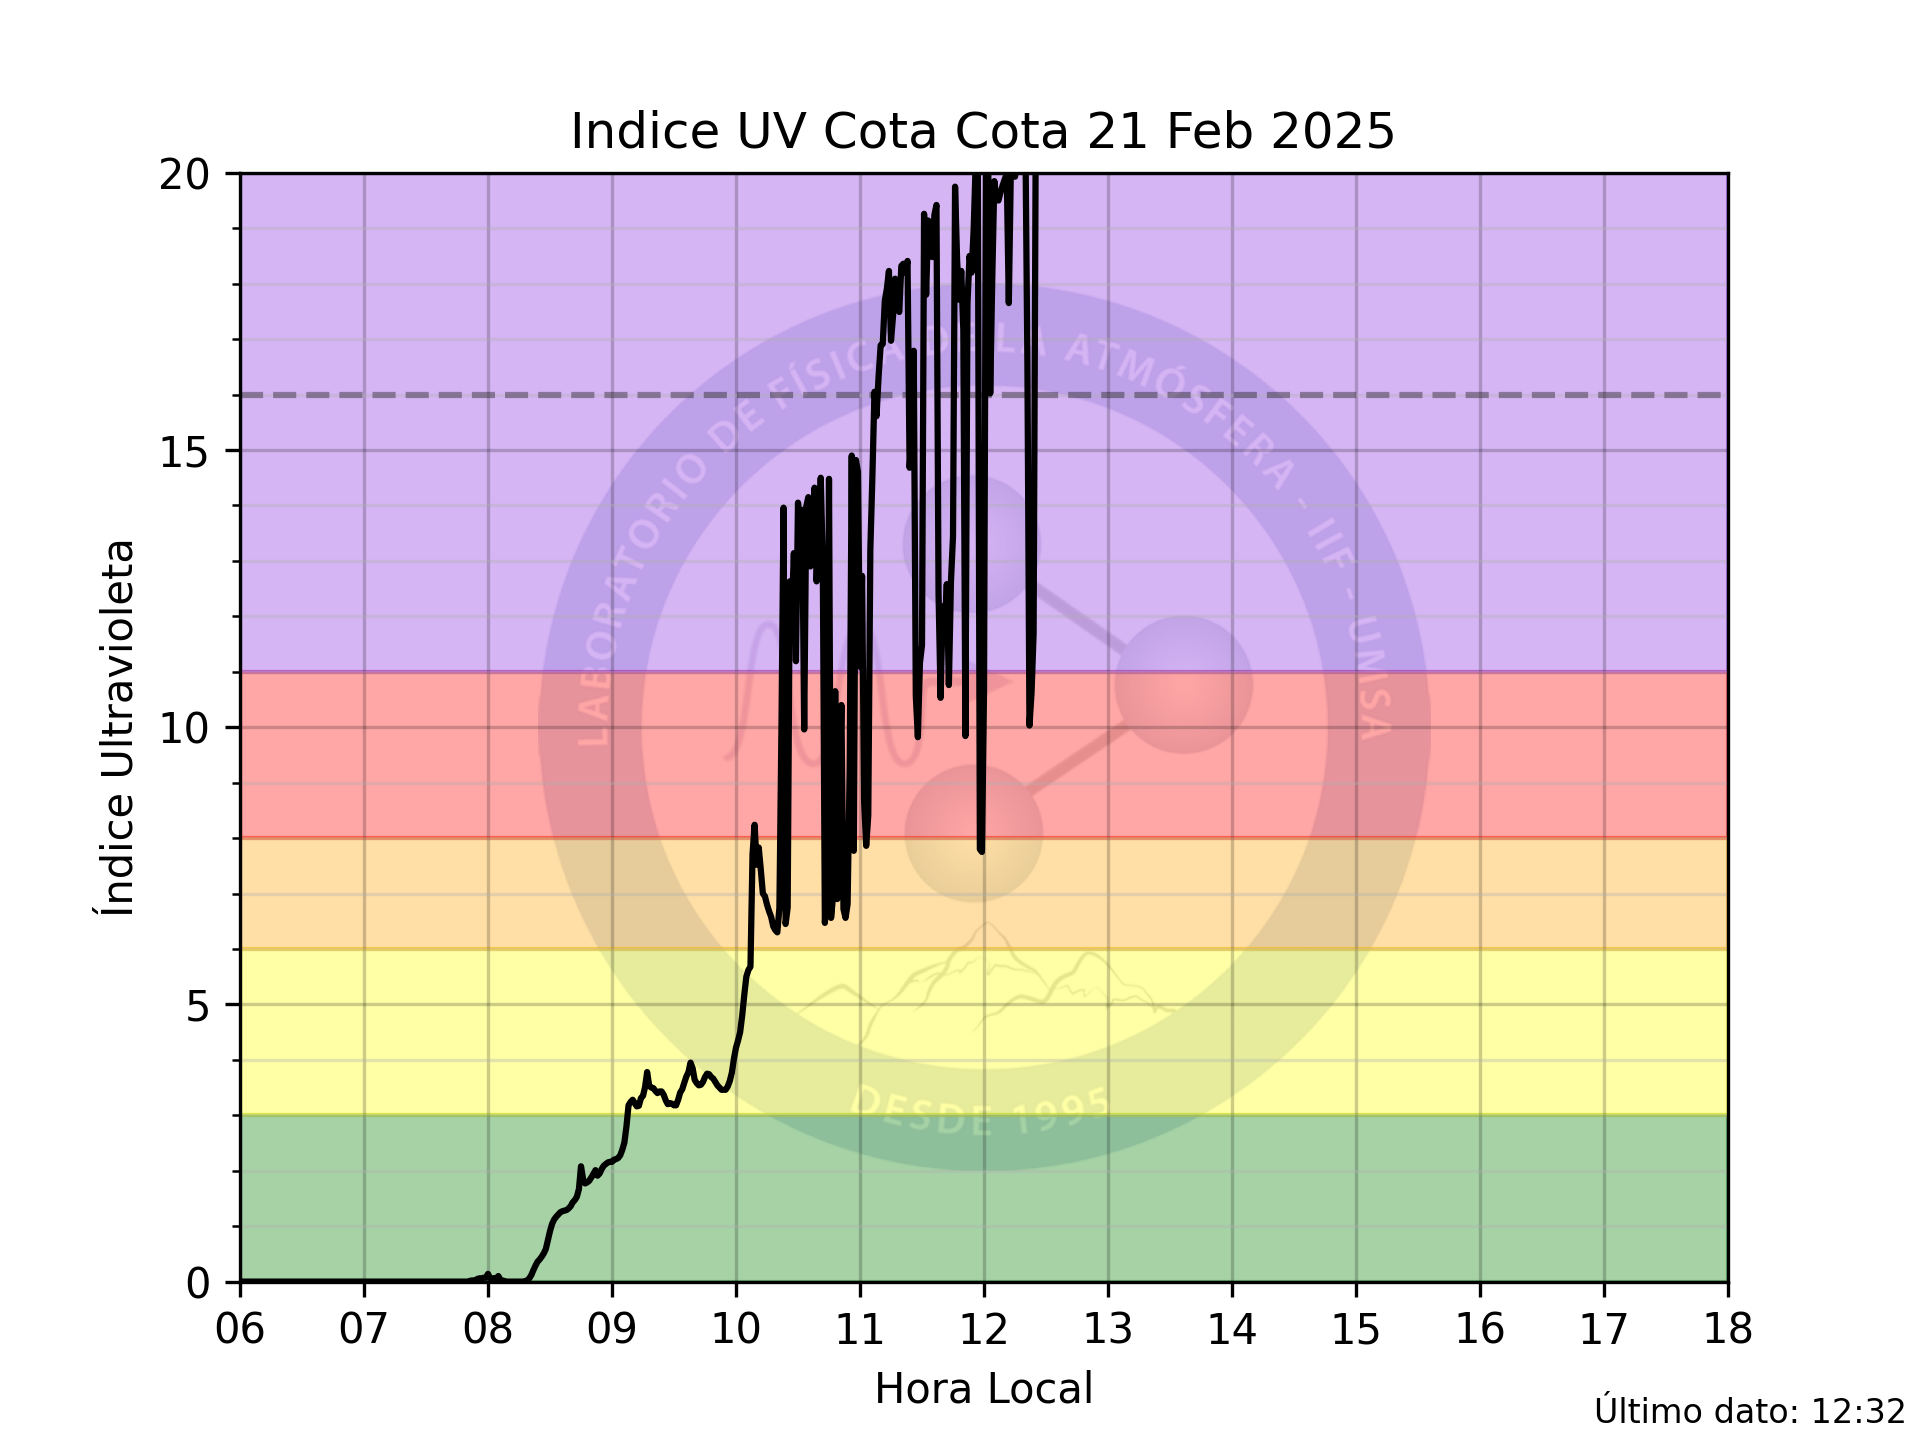 Indice UV Cota Cota 21 Feb 2025
20
15
10
5
0
Índice Ultravioleta
LABORATORIO DE FÍSICA DE LA ATMÓSFERA - IIF - UMSA
DESDE 1995
06 07 08 09 10 11 12 13 14 15 16 17 18
Hora Local
Último dato: 12:32